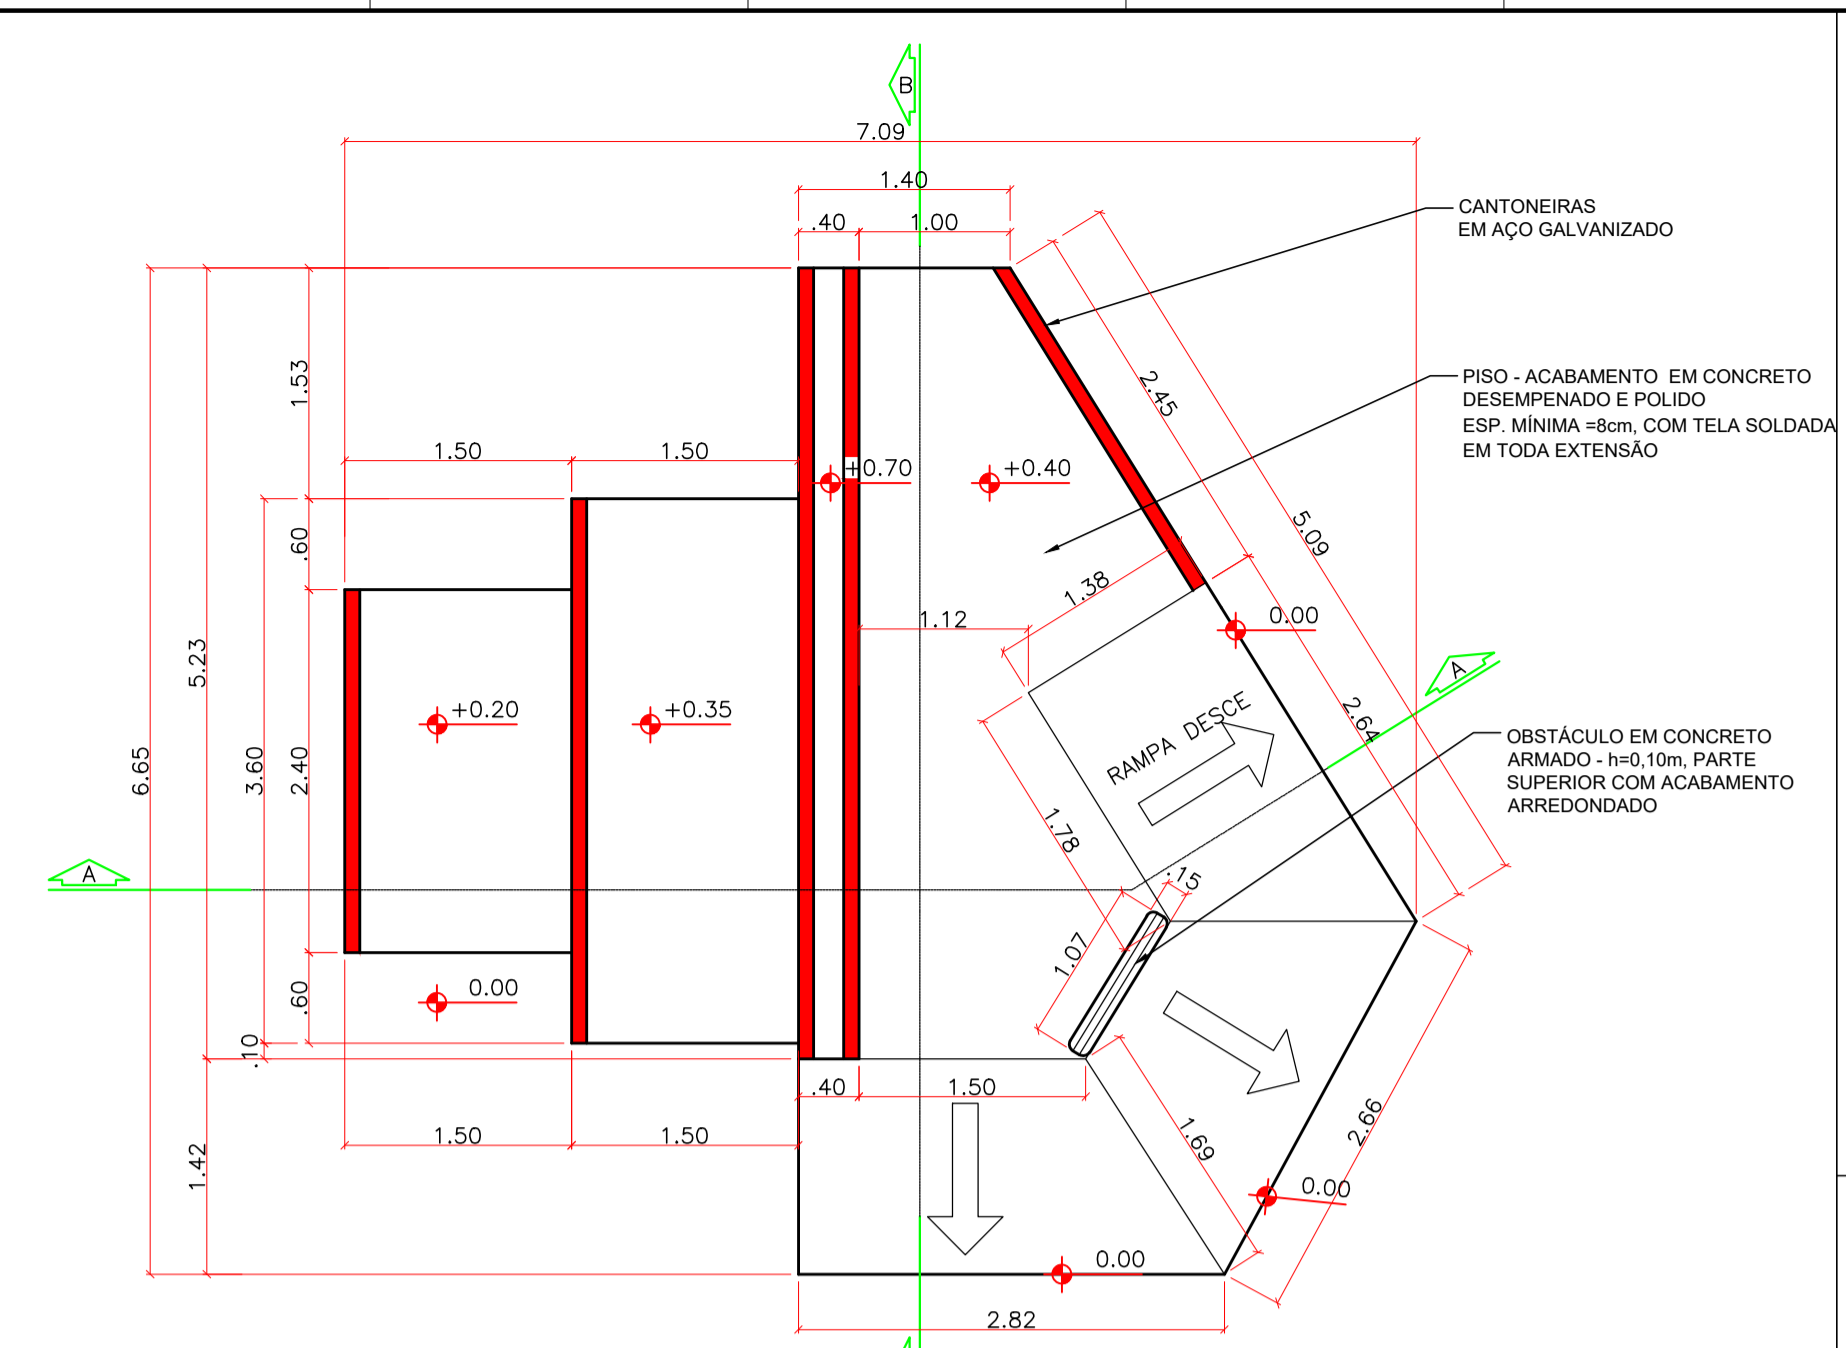 B
7.09
1.40
.40
1.00
CANTONEIRAS
EM AÇO GALVANIZADO
1.53
2.45
PISO - ACABAMENTO EM CONCRETO
DESEMPENADO E POLIDO
ESP. MÍNIMA =8cm, COM TELA SOLDADA
EM TODA EXTENSÃO
1.50
1.50
+0.70
+0.40
5.09
.60
1.38
1.12
0.00
5.23
A
+0.20
+0.35
RAMPA DESCE
2.64
6.65
3.60
2.40
OBSTÁCULO EM CONCRETO
ARMADO - h=0,10m, PARTE
SUPERIOR COM ACABAMENTO
ARREDONDADO
1.78
A
.15
1.07
0.00
.60
.10
.40
1.50
1.50
1.50
1.69
2.66
1.42
0.00
0.00
2.82